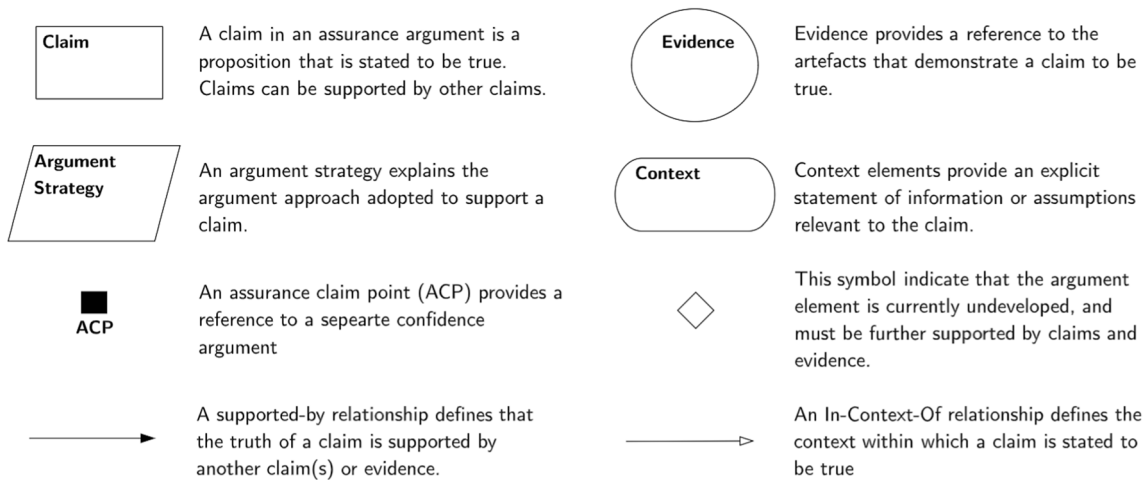 Claim
A claim in an assurance argument is a
proposition that is stated to be true.
Claims can be supported by other claims.
Evidence
Evidence provides a reference to the
artefacts that demonstrate a claim to be
true.
Argument
Strategy
An argument strategy explains the
argument approach adopted to support a
claim.
Context
Context elements provide an explicit
statement of information or assumptions
relevant to the claim.
ACP
An assurance claim point (ACP) provides a
reference to a sepearte confidence
argument
This symbol indicate that the argument
element is currently undeveloped, and
must be further supported by claims and
evidence.
A supported-by relationship defines that
the truth of a claim is supported by
another claim(s) or evidence.
An In-Context-Of relationship defines the
context within which a claim is stated to
be true